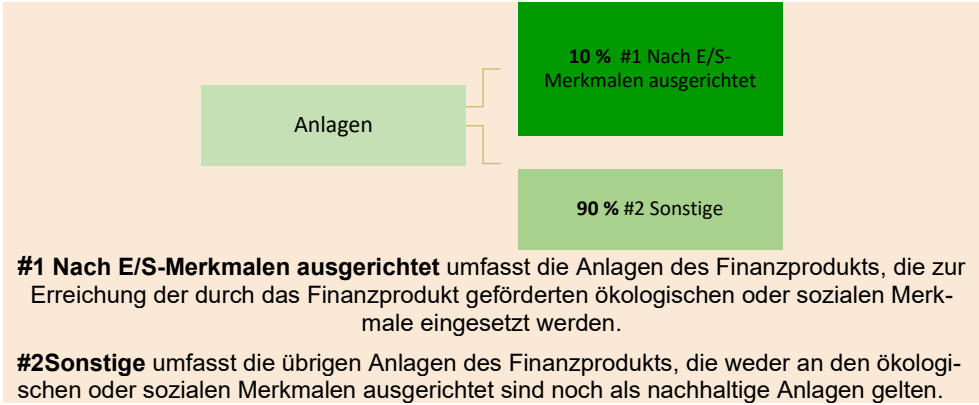 10 % #1 Nach E/S-
Merkmalen ausgerichtet
Anlagen
90 % #2 Sonstige
#1 Nach E/S-Merkmalen ausgerichtet umfasst die Anlagen des Finanzprodukts, die zur
Erreichung der durch das Finanzprodukt geförderten ökologischen oder sozialen Merk-
male eingesetzt werden.
#2Sonstige umfasst die übrigen Anlagen des Finanzprodukts, die weder an den ökologi-
schen oder sozialen Merkmalen ausgerichtet sind noch als nachhaltige Anlagen gelten.